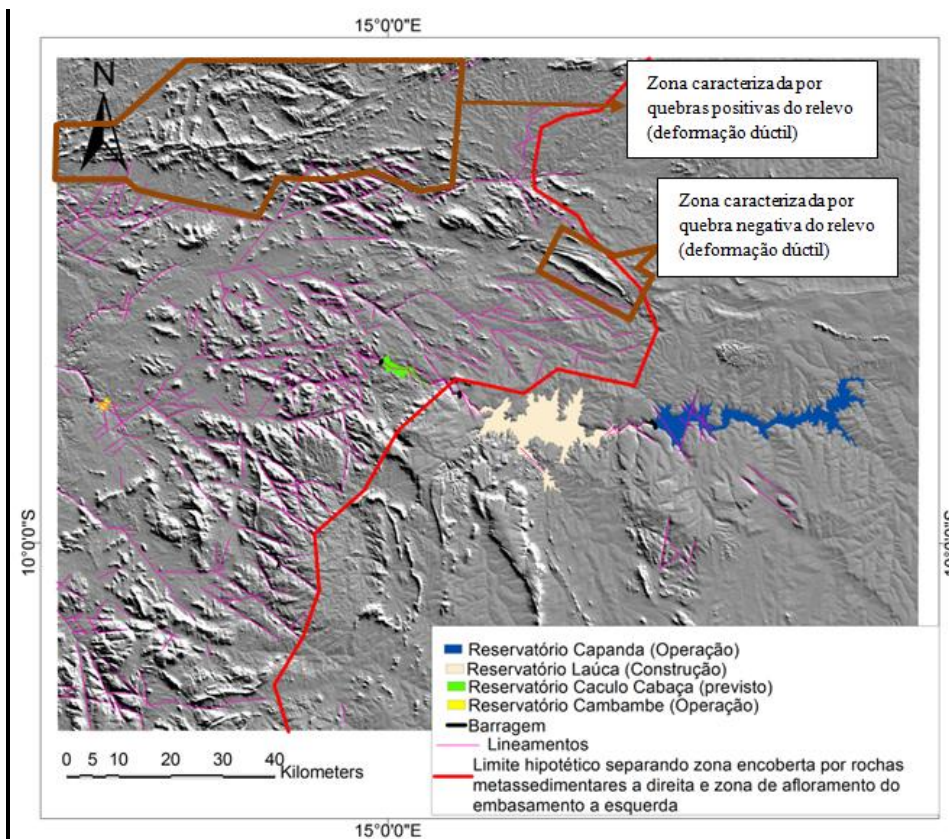 15°0'0"E
N
Zona caracterizada por
quebras positivas do relevo
(deformação dúctil)
Zona caracterizada por
quebra negativa do relevo
(deformação dúctil)
10°0'0"S
10°0'0"S
Reservatório Capanda (Operação)
Reservatório Laúca (Construção)
Reservatório Caculo Cabaça (previsto)
Reservatório Cambambe (Operação)
Barragem
Lineamentos
Limite hipotético separando zona encoberta por rochas
metassedimentares a direita e zona de afloramento do
embasamento a esquerda
0 5 10 20 30 40
Kilometers
15°0'0"E